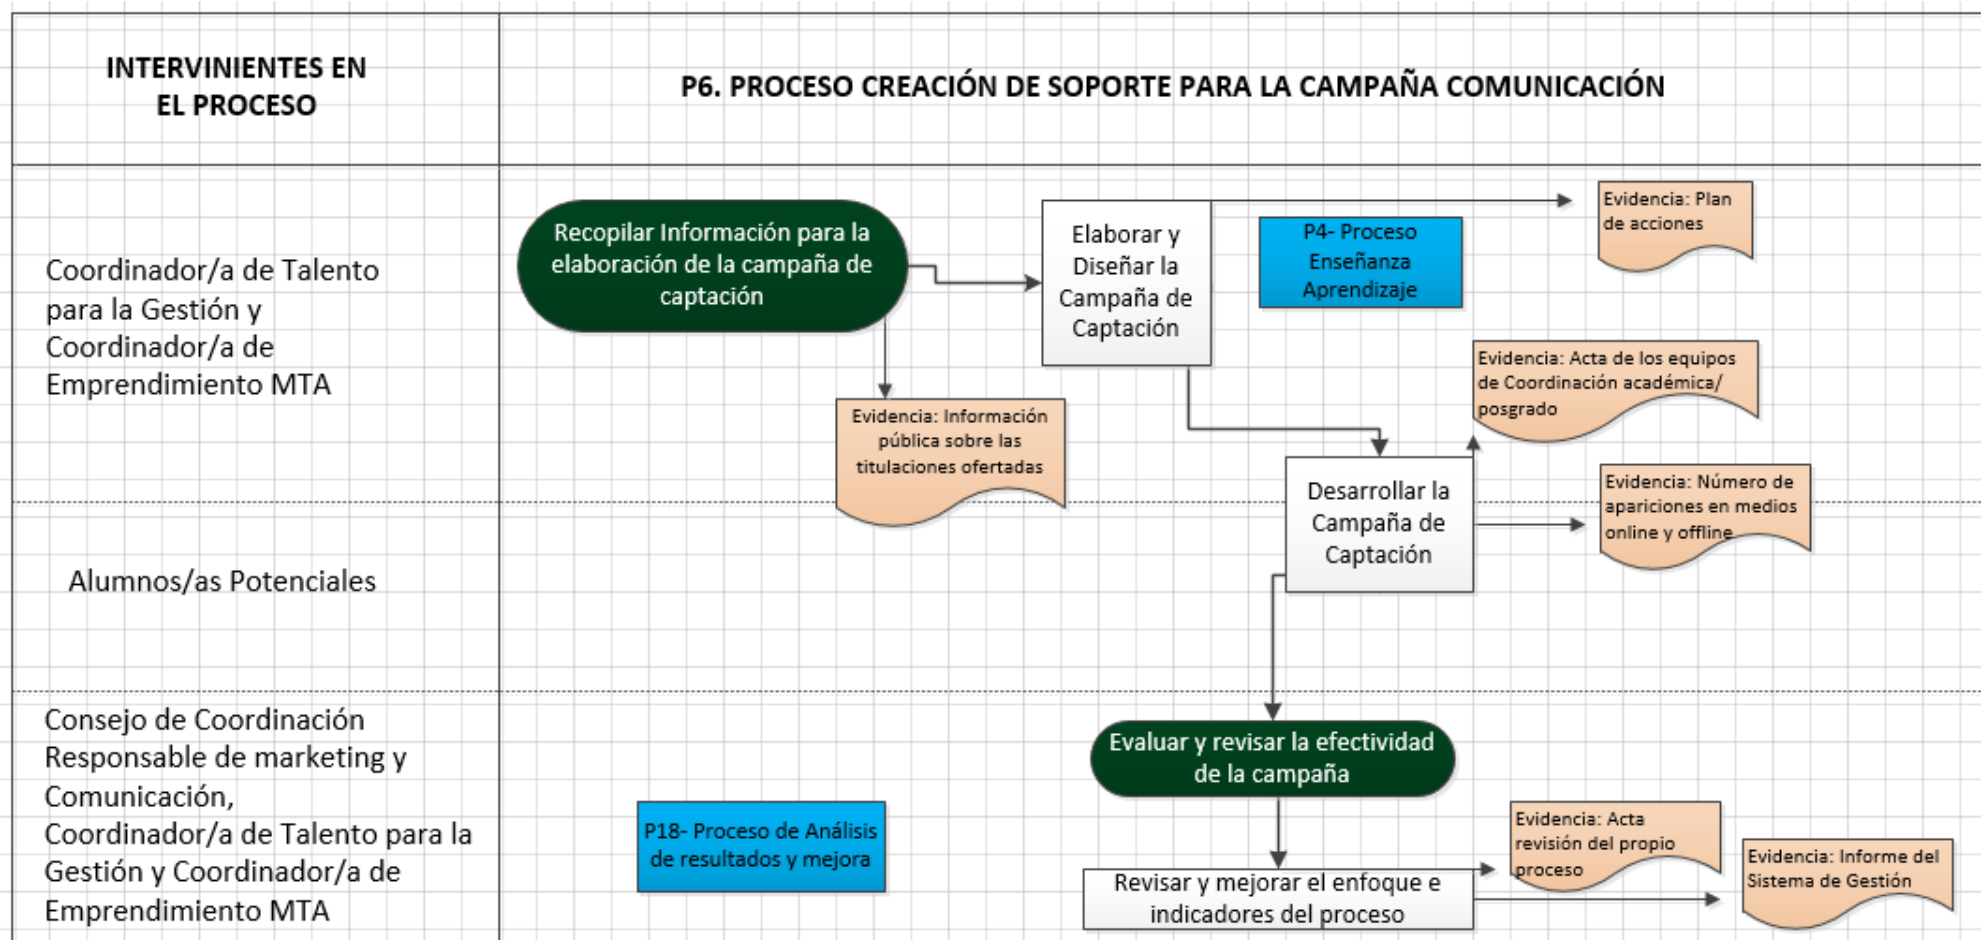 INTERVINIENTES EN
EL PROCESO
P6. PROCESO CREACIÓN DE SOPORTE PARA LA CAMPAÑA COMUNICACIÓN
Coordinador/a de Talento
para la Gestión y
Coordinador/a de
Emprendimiento MTA
Recopilar Información para la
elaboración de la campaña de
captación
Elaborar y
Diseñar la
Campaña de
Captación
P4- Proceso
Enseñanza
Aprendizaje
Evidencia: Plan
de acciones
Evidencia: Acta de los equipos
de Coordinación académica/
posgrado
Evidencia: Información
pública sobre las
titulaciones ofertadas
Desarrollar la
Campaña de
Captación
Evidencia: Número de
apariciones en medios
online y offline
Alumnos/as Potenciales
Consejo de Coordinación
Responsable de marketing y
Comunicación,
Coordinador/a de Talento para la
Gestión y Coordinador/a de
Emprendimiento MTA
Evaluar y revisar la efectividad
de la campaña
P18- Proceso de Análisis
de resultados y mejora
Revisar y mejorar el enfoque e
indicadores del proceso
Evidencia: Acta
revisión del propio
proceso
Evidencia: Informe del
Sistema de Gestión